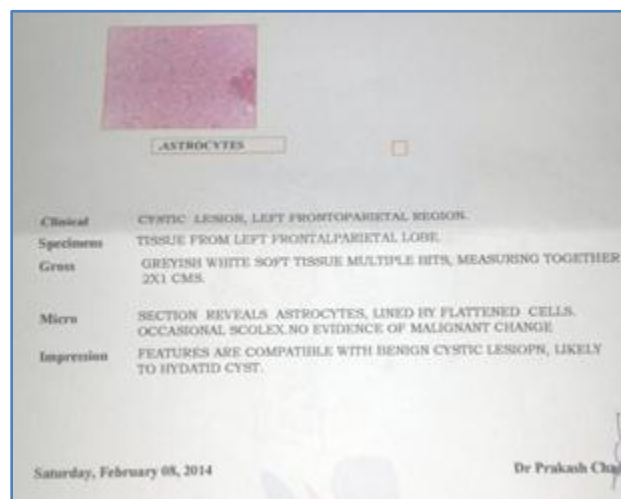 ASTROCYTES
Clinical CYSTIC LESION, LEFT FRONTOPARIETAL REGION.
Specimens TISSUE FROM LEFT FRONTALPARIETAL LOBE.
Gross GREYISH WHITE SOFT TISSUE MULTIPLE BITS, MEASURING TOGETHER
2X1 CMS.
Micro SECTION REVEALS ASTROCYTES, LINED BY FLATTENED CELLS.
OCCASIONAL SCOLEX.NO EVIDENCE OF MALIGNANT CHANGE
Impression FEATURES ARE COMPATIBLE WITH BENIGN CYSTIC LESIOPN, LIKELY
TO HYDATID CYST.
Saturday, February 08, 2014 Dr Prakash